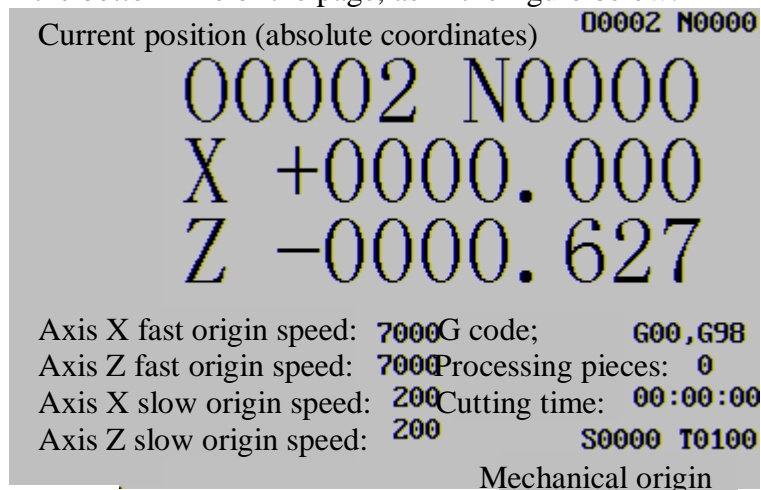 Current position (absolute coordinates) O0002 N0000
O0002 N0000
X +0000.000
Z -0000.627
Axis X fast origin speed: 7000 G code; G00,G98
Axis Z fast origin speed: 7000 Processing pieces: 0
Axis X slow origin speed: 200 Cutting time: 00:00:00
Axis Z slow origin speed: 200 S0000 T0100
Mechanical origin